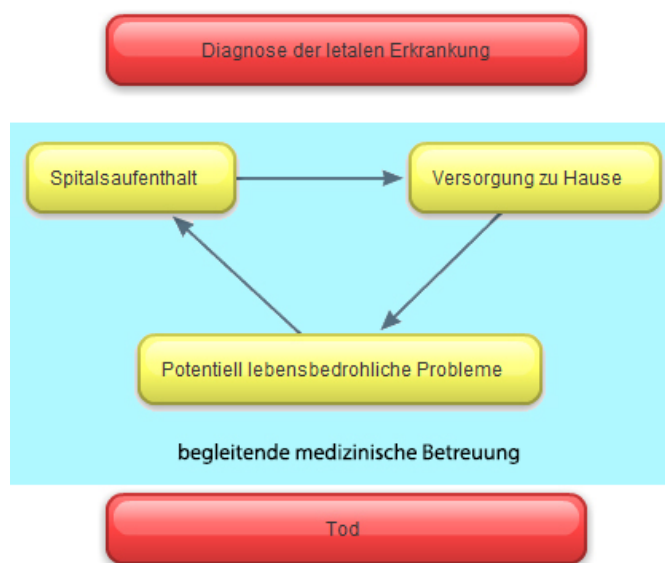 Diagnose der letalen Erkrankung
Spitalsaufenthalt
Versorgung zu Hause
Potentiell lebensbedrohliche Probleme
begleitende medizinische Betreuung
Tod